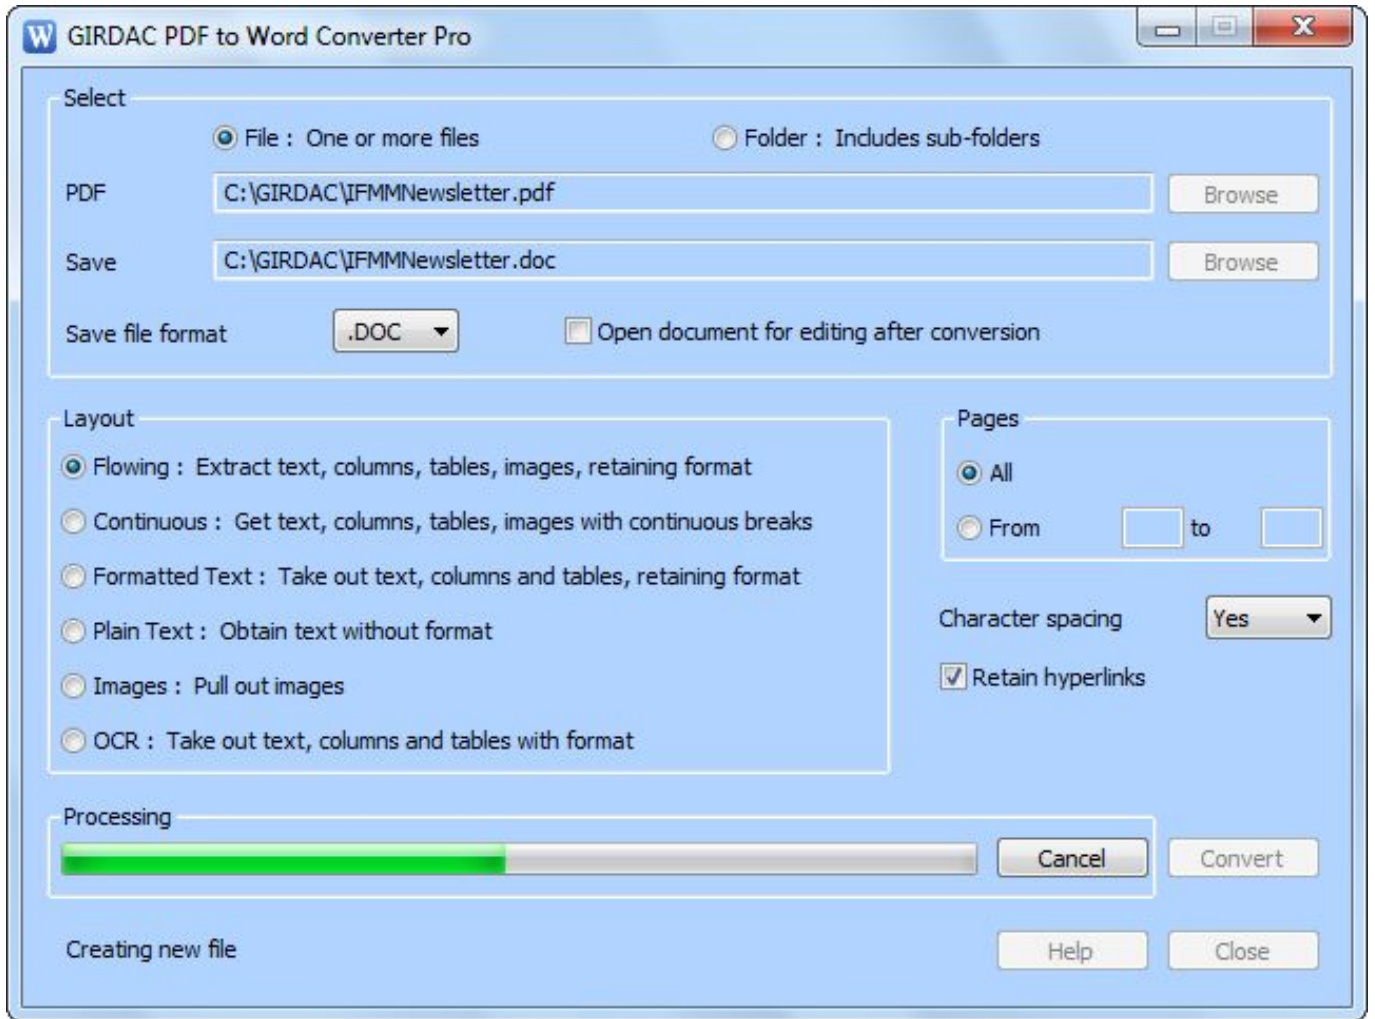 W GIRDAC PDF to Word Converter Pro
Select
File : One or more files Folder : Includes sub-folders
PDF C:\GIRDAC\IFMMNewsletter.pdf Browse
Save C:\GIRDAC\IFMMNewsletter.doc Browse
Save file format .DOC Open document for editing after conversion
Layout
Flowing : Extract text, columns, tables, images, retaining format
Continuous : Get text, columns, tables, images with continuous breaks
Formatted Text : Take out text, columns and tables, retaining format
Plain Text : Obtain text without format
Images : Pull out images
OCR : Take out text, columns and tables with format
Pages
All
From to
Character spacing Yes
Retain hyperlinks
Processing
Cancel Convert
Creating new file Help Close